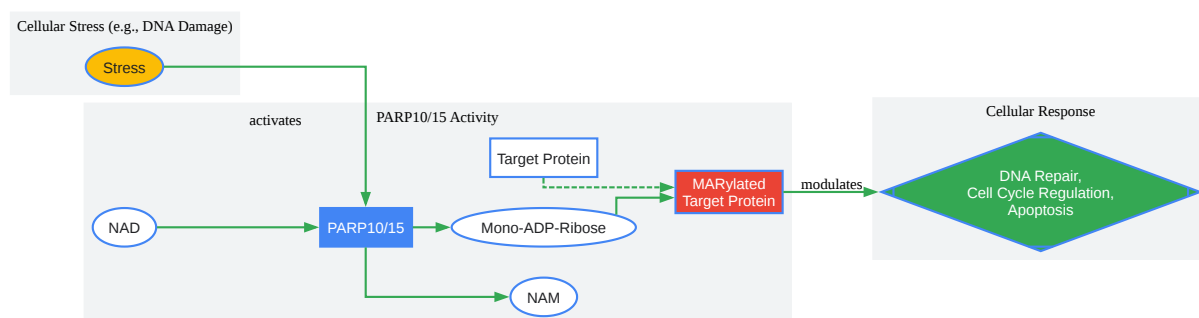 Cellular Stress (e.g., DNA Damage)
Stress
activates
PARP10/15 Activity
Target Protein
NAD
PARP10/15
Mono-ADP-Ribose
NAM
MARylated
Target Protein
modulates
Cellular Response
DNA Repair,
Cell Cycle Regulation,
Apoptosis